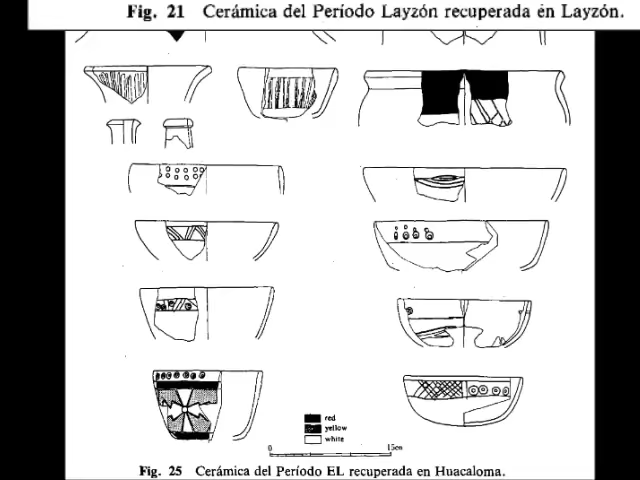 Fig. 21 Cerámica del Período Layzón recuperada en Layzón.
red
yellow
white
0 15cm
Fig. 25 Cerámica del Período EL recuperada en Huacaloma.